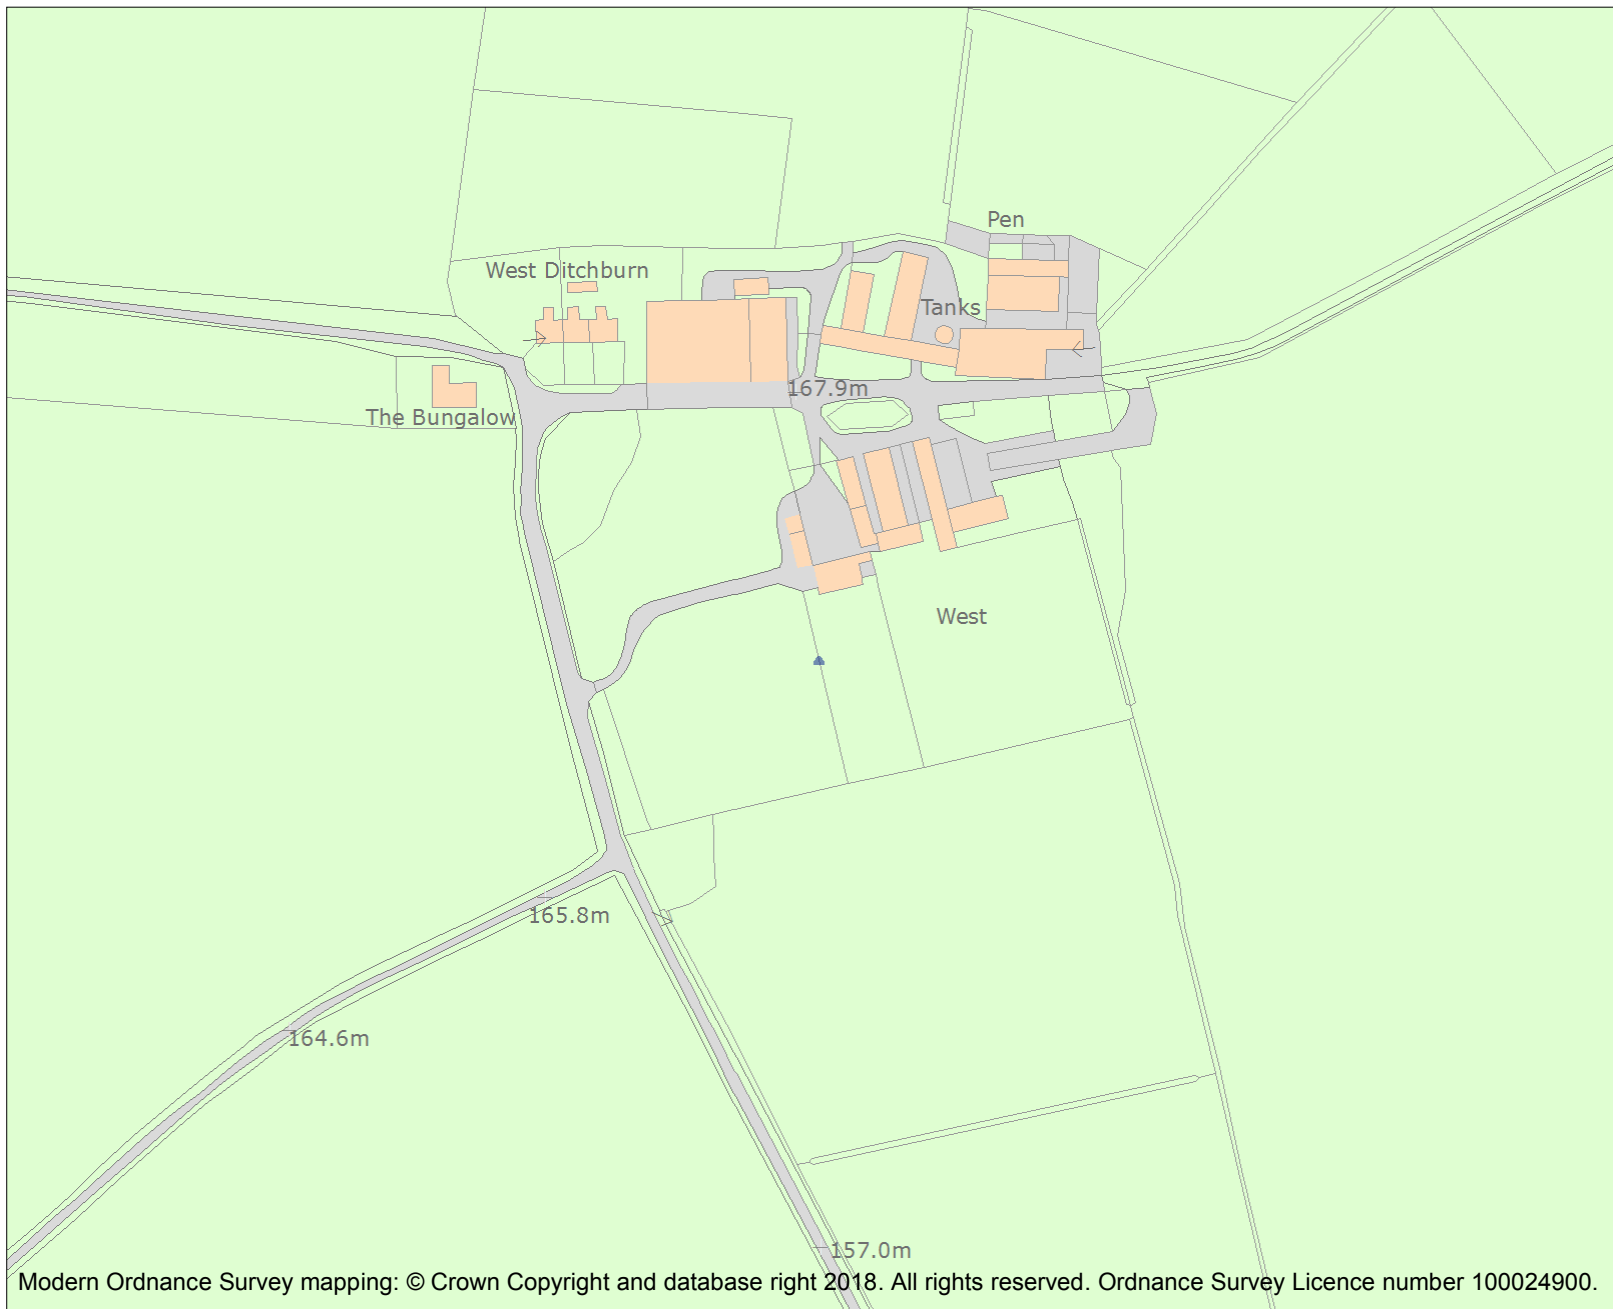 Pen
West Ditchburn
Tanks
167.9m
The Bungalow
West
165.8m
164.6m
157.0m
Modern Ordnance Survey mapping: © Crown Copyright and database right 2018. All rights reserved. Ordnance Survey Licence number 100024900.